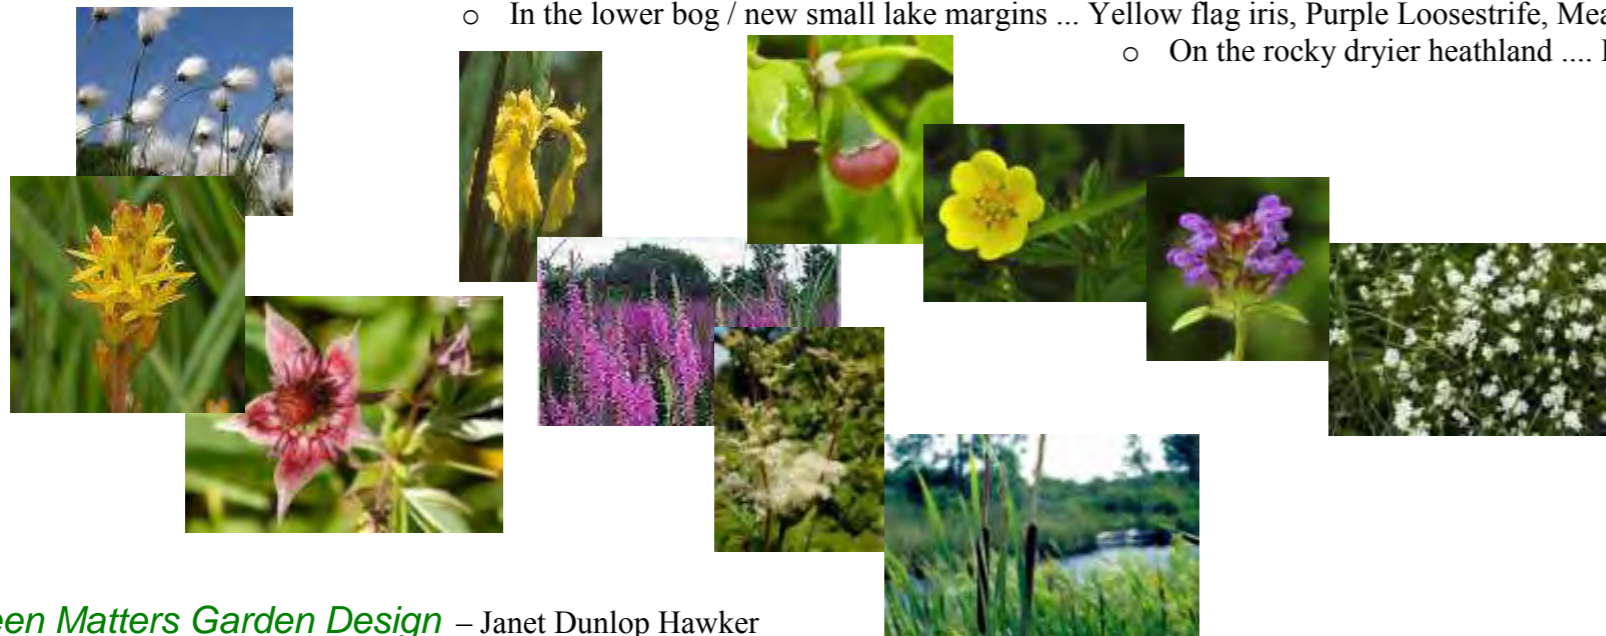 o In the lower bog / new small lake margins ... Yellow flag iris, Purple Loosestrife,
o On the rocky dryier heathland ....
Matters Garden Design – Janet Dunlop Hawker